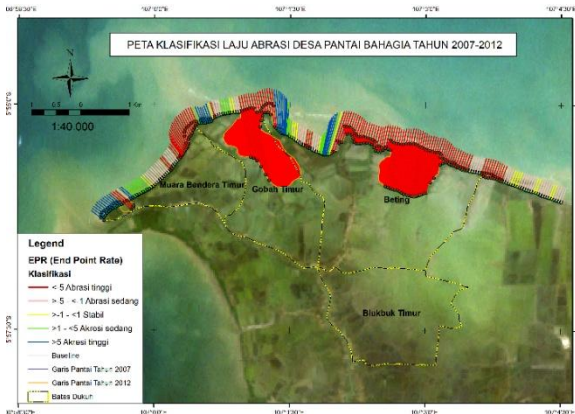 PETA KLASIFIKASI LAJU ABRASI DESA PANTAI BAHAGIA TAHUN 2007-2012
1:40.000
Muara Bendera Timur
Gobah Timur
Beting
Blukbuk Timur
Legend
EPR (End Point Rate)
Klasifikasi
< 5 Abrasi tinggi
>-5 - <-1 Abrasi sedang
>-1 - <1 Stabil
>1 - <5 Akresi sedang
>5 Akresi tinggi
Baseline
Garis Pantai Tahun 2007
Garis Pantai Tahun 2012
Batas Dukuh